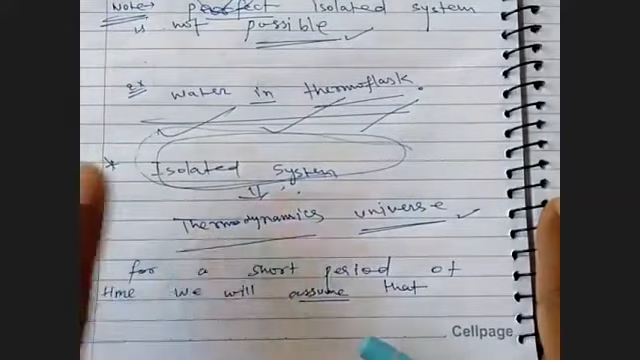 Note→ perfect Isolated system
is not possible
Ex water in thermoflask.
* Isolated system
Thermodynamics universe
for a short period of
time we will assume that
Cellpage